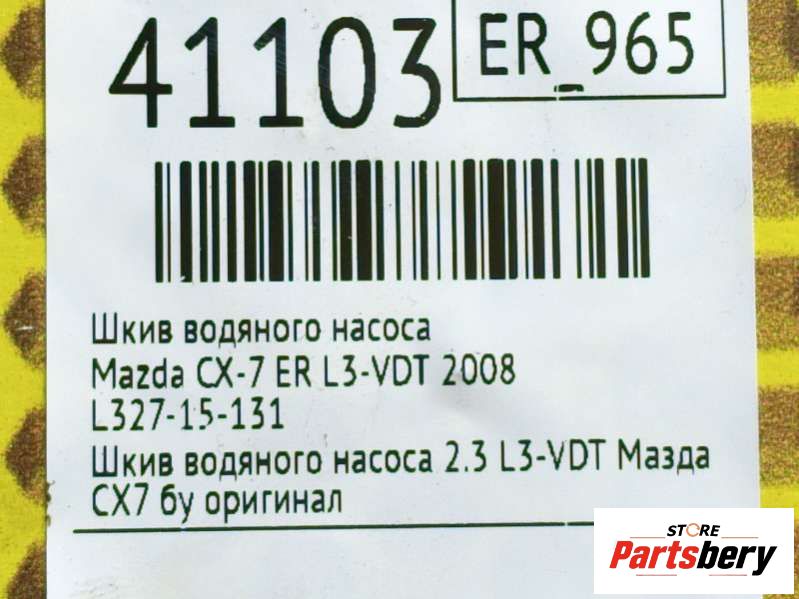 41103
ER_965
Шкив водяного насоса
Mazda CX-7 ER L3-VDT 2008
L327-15-131
Шкив водяного насоса 2.3 L3-VDT Мазда
СХ7 бу оригинал
STORE
Partsbery